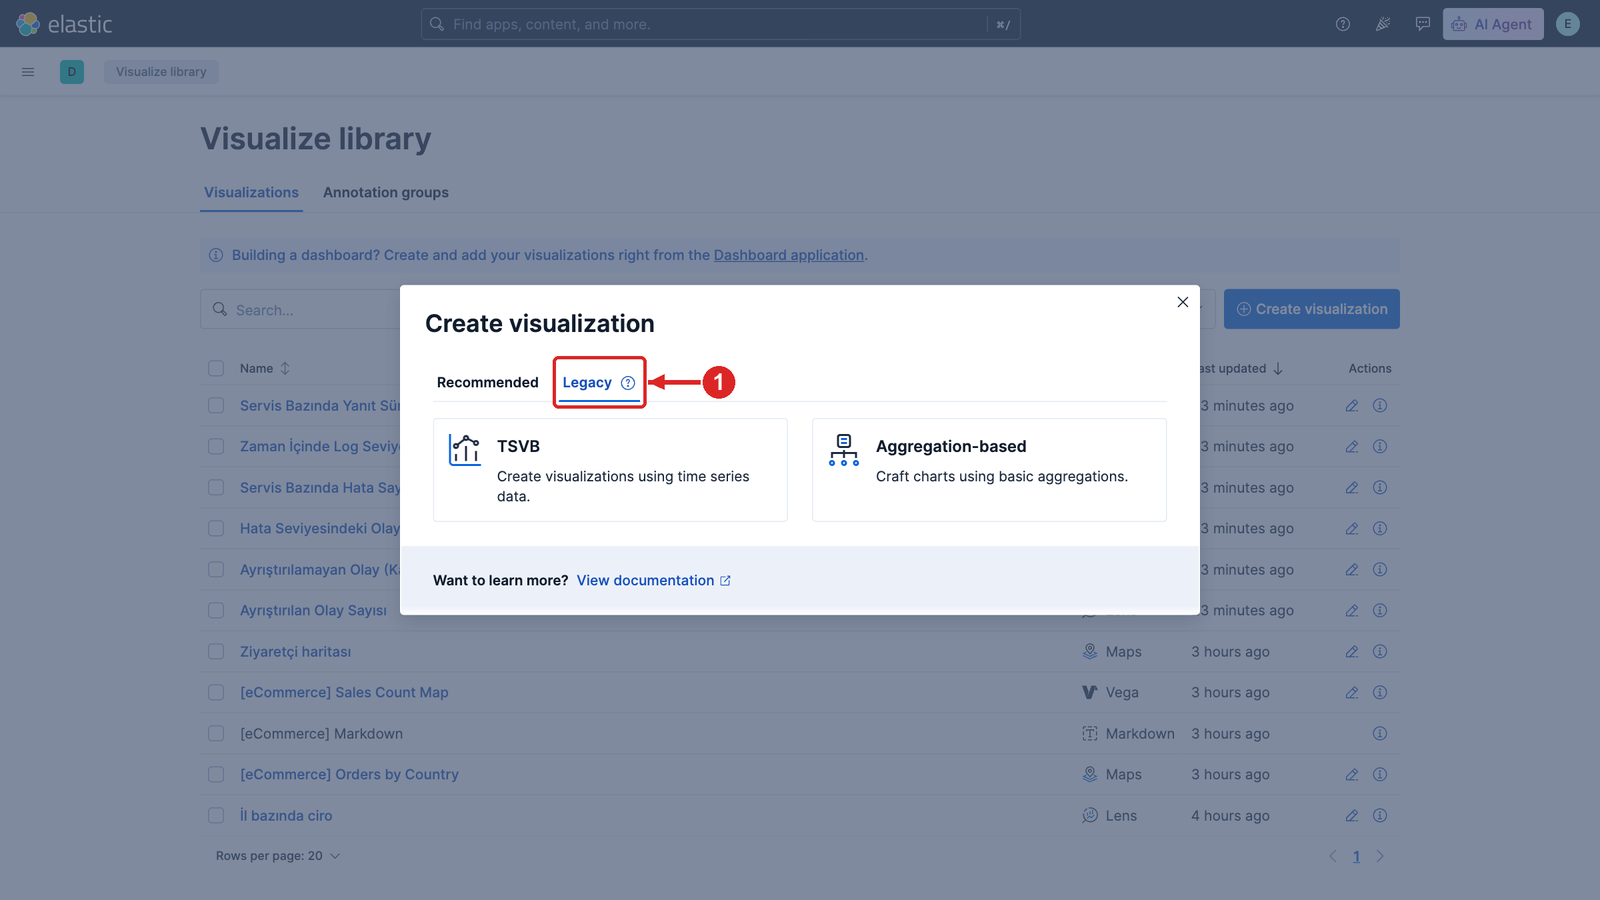 elastic
Find apps, content, and more.
⌘/
AI Agent
E
D
Visualize library
Visualize library
Visualizations
Annotation groups
Building a dashboard? Create and add your visualizations right from the Dashboard application.
Search...
Create visualization
Create visualization
Recommended
Legacy
1
TSVB
Create visualizations using time series
data.
Aggregation-based
Craft charts using basic aggregations.
Want to learn more? View documentation
Name
updated
Actions
Servis Bazında Yanıt
3 minutes ago
Zaman İçinde Log
3 minutes ago
Servis Bazında Hata
3 minutes ago
Hata Seviyesindeki Olay
3 minutes ago
Ayrıştırılamayan Olay
3 minutes ago
Ayrıştırılan Olay Sayısı
3 minutes ago
Ziyaretçi haritası
Maps
3 hours ago
[eCommerce] Sales Count Map
Vega
3 hours ago
[eCommerce] Markdown
Markdown
3 hours ago
[eCommerce] Orders by Country
Maps
3 hours ago
İl bazında ciro
Lens
4 hours ago
Rows per page: 20
1